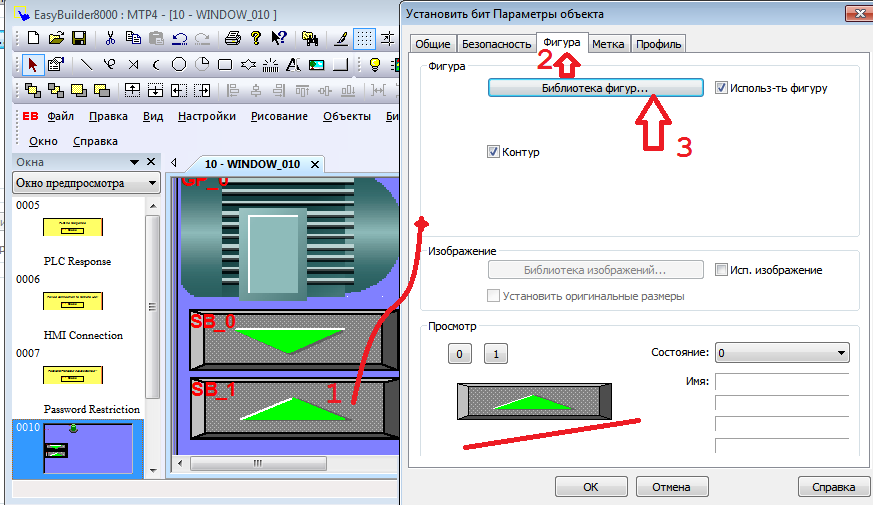 EasyBuilder8000 : MTP4 - [10 - WINDOW_010 ]
EB Файл Правка Вид Настройки Рисование Объекты Би
Окно Справка
Окна
Окно предпросмотра
0005
PLC Response
0006
HMI Connection
0007
Password Restriction
0010
10 - WINDOW_010
GP_0
SB_0
SB_1
1
Установить бит Параметры объекта
Общие Безопасность Фигура Метка Профиль
2
Фигура
Библиотека фигур... Использ-ть фигуру
3
Контур
Изображение
Библиотека изображений... Исп. изображение
Установить оригинальные размеры
Просмотр
0 1 Состояние: 0
Имя:
OK Отмена Справка